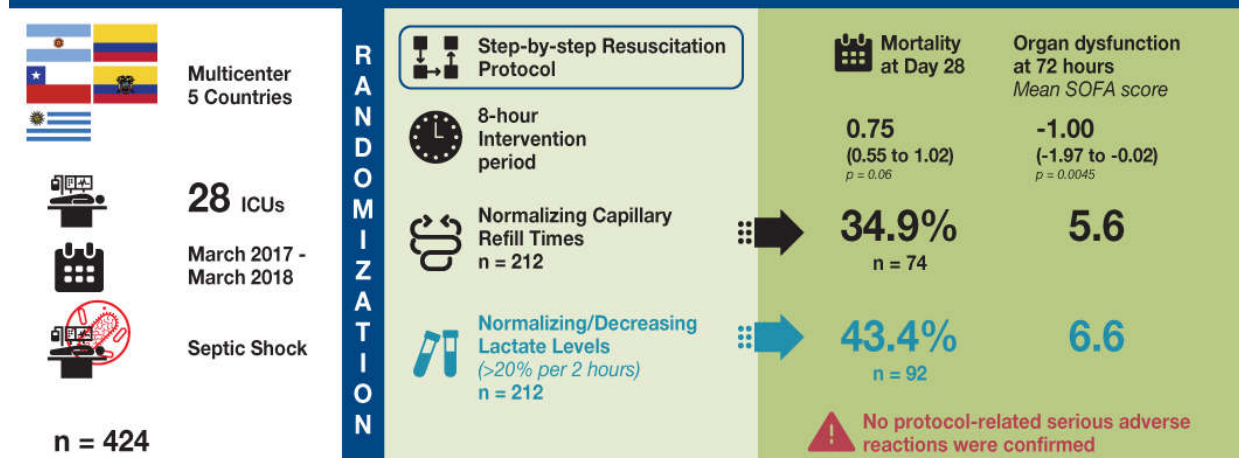 Multicenter
5 Countries
28 ICUs
March 2017 -
March 2018
Septic Shock
n = 424
RANDOMIZATION
Step-by-step Resuscitation
Protocol
8-hour
Intervention
period
Normalizing Capillary
Refill Times
n = 212
Normalizing/Decreasing
Lactate Levels
(>20% per 2 hours)
n = 212
Mortality
at Day 28
0.75
(0.55 to 1.02)
p = 0.06
34.9%
n = 74
43.4%
n = 92
Organ dysfunction
at 72 hours
Mean SOFA score
-1.00
(-1.97 to -0.02)
p = 0.0045
5.6
6.6
No protocol-related serious adverse
reactions were confirmed